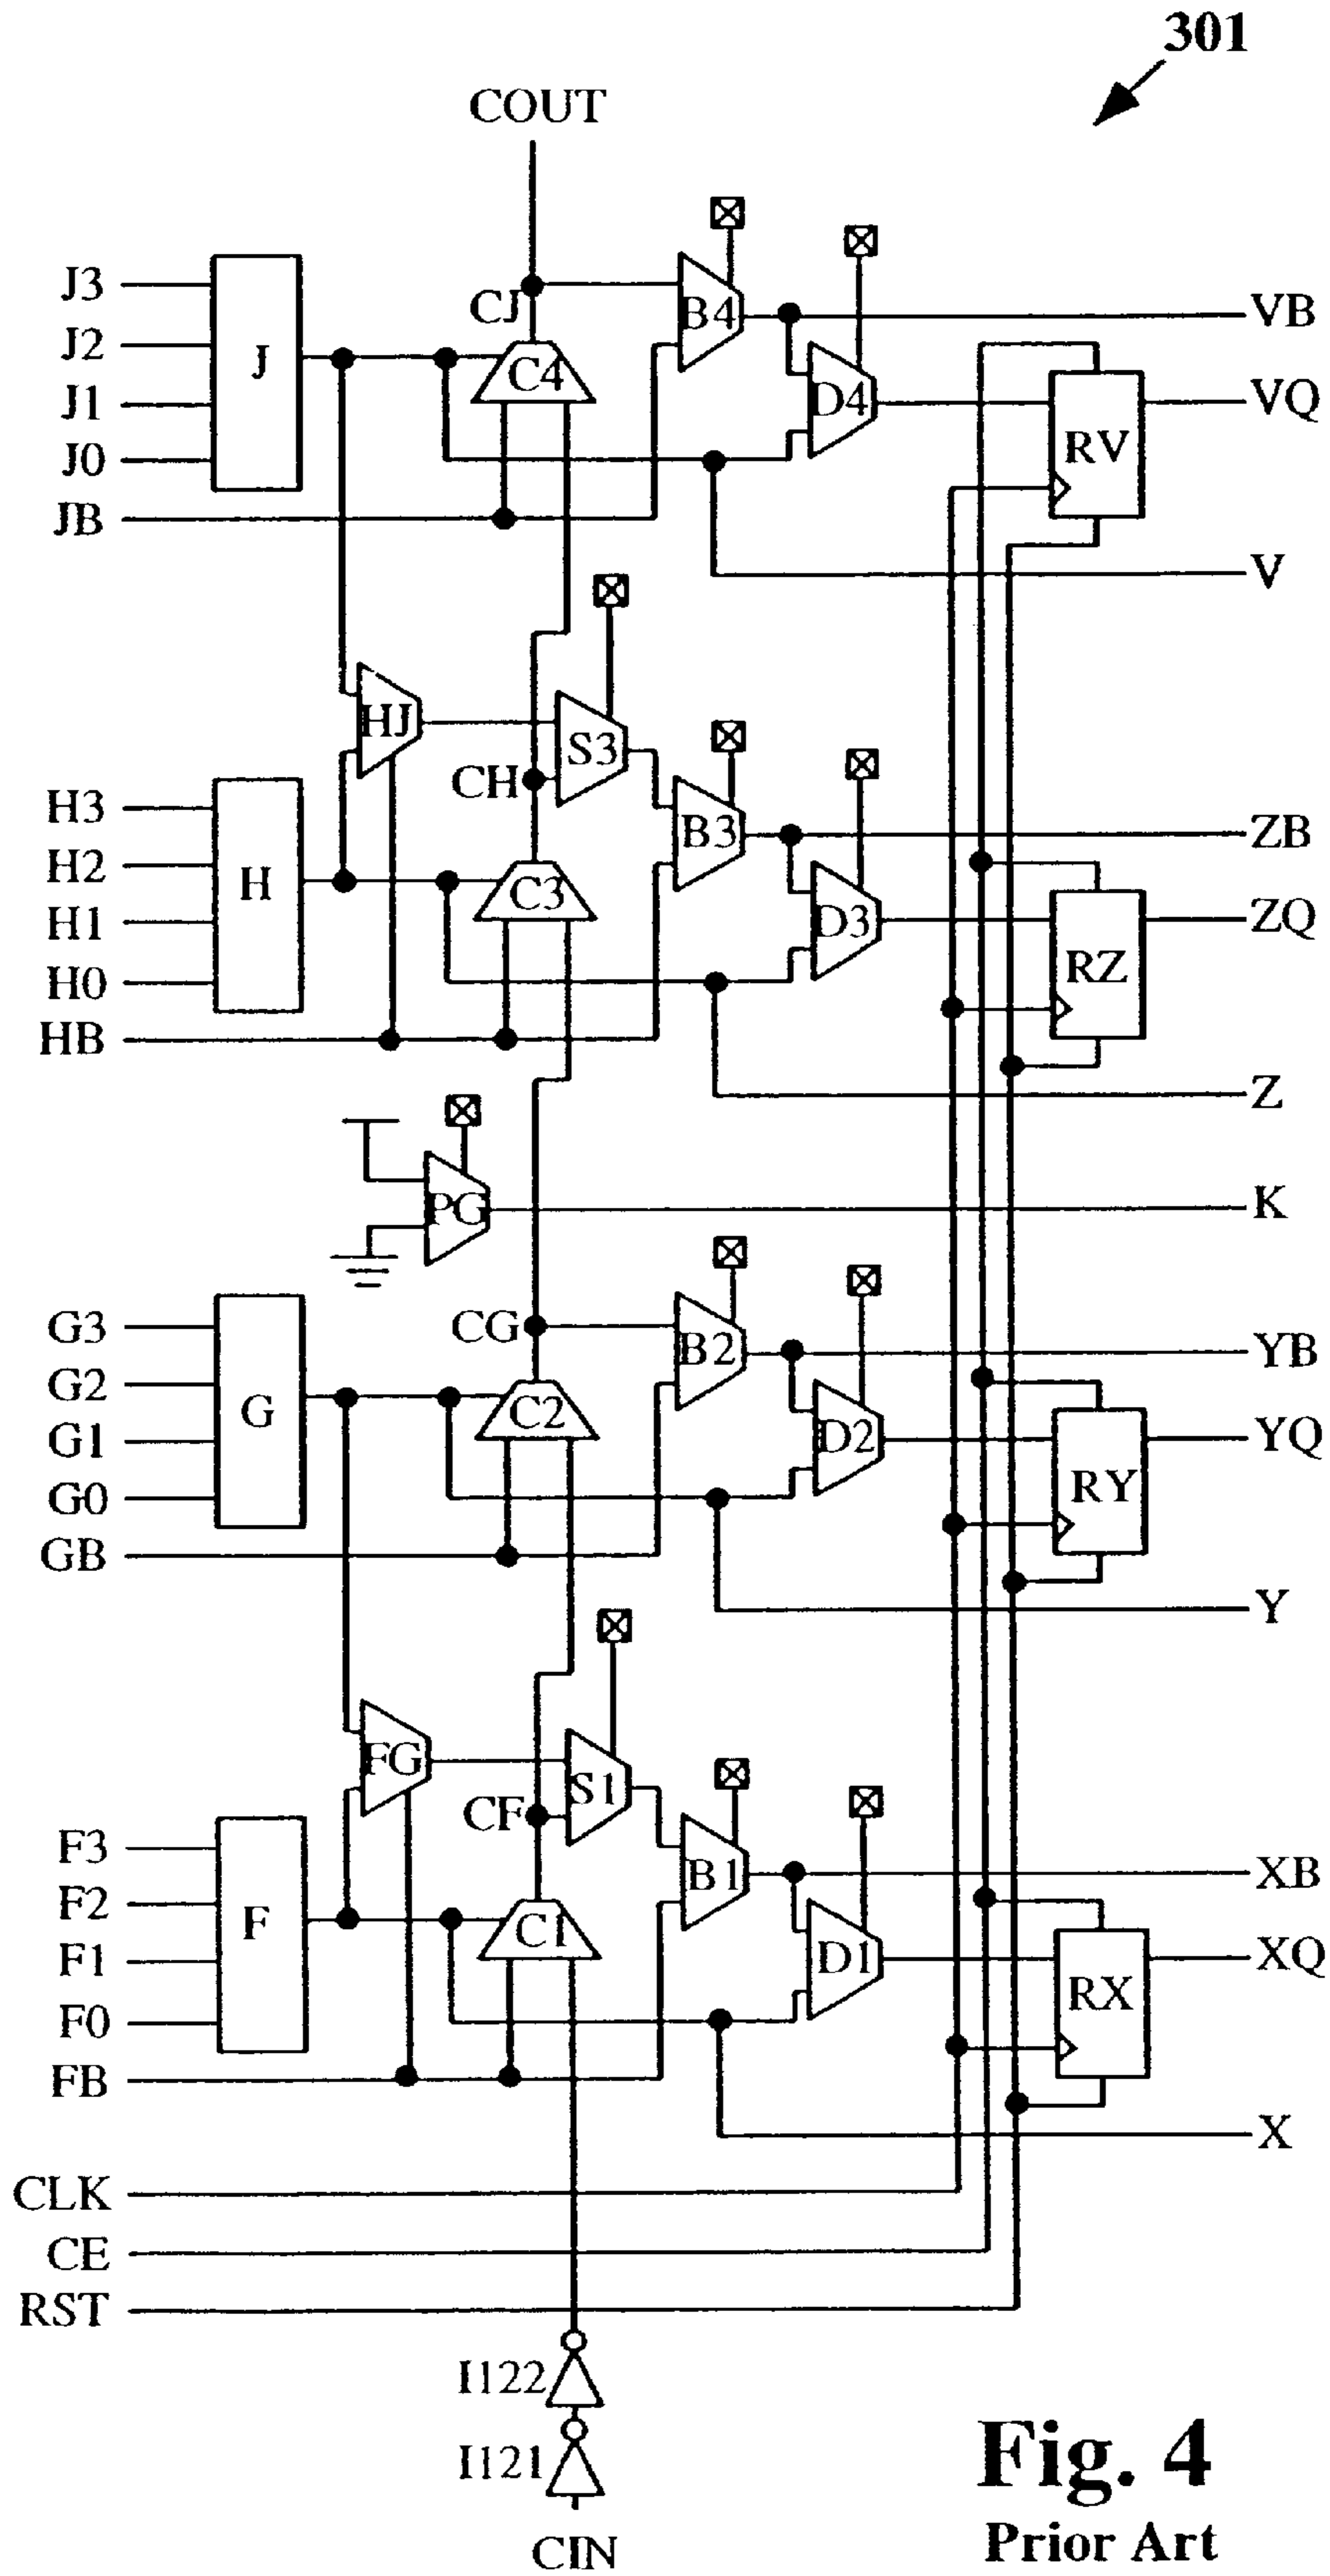 301
COUT
J3
J2
J1
J0
JB
J
CJ
C4
B4
D4
RV
VB
VQ
V
HJ
S3
CH
H3
H2
H1
H0
HB
H
C3
B3
D3
RZ
ZB
ZQ
Z
PG
K
G3
G2
G1
G0
GB
G
CG
C2
B2
D2
RY
YB
YQ
Y
FG
S1
CF
F3
F2
F1
F0
FB
F
C1
B1
D1
RX
XB
XQ
X
CLK
CE
RST
I122
I121
CIN
Fig. 4
Prior Art